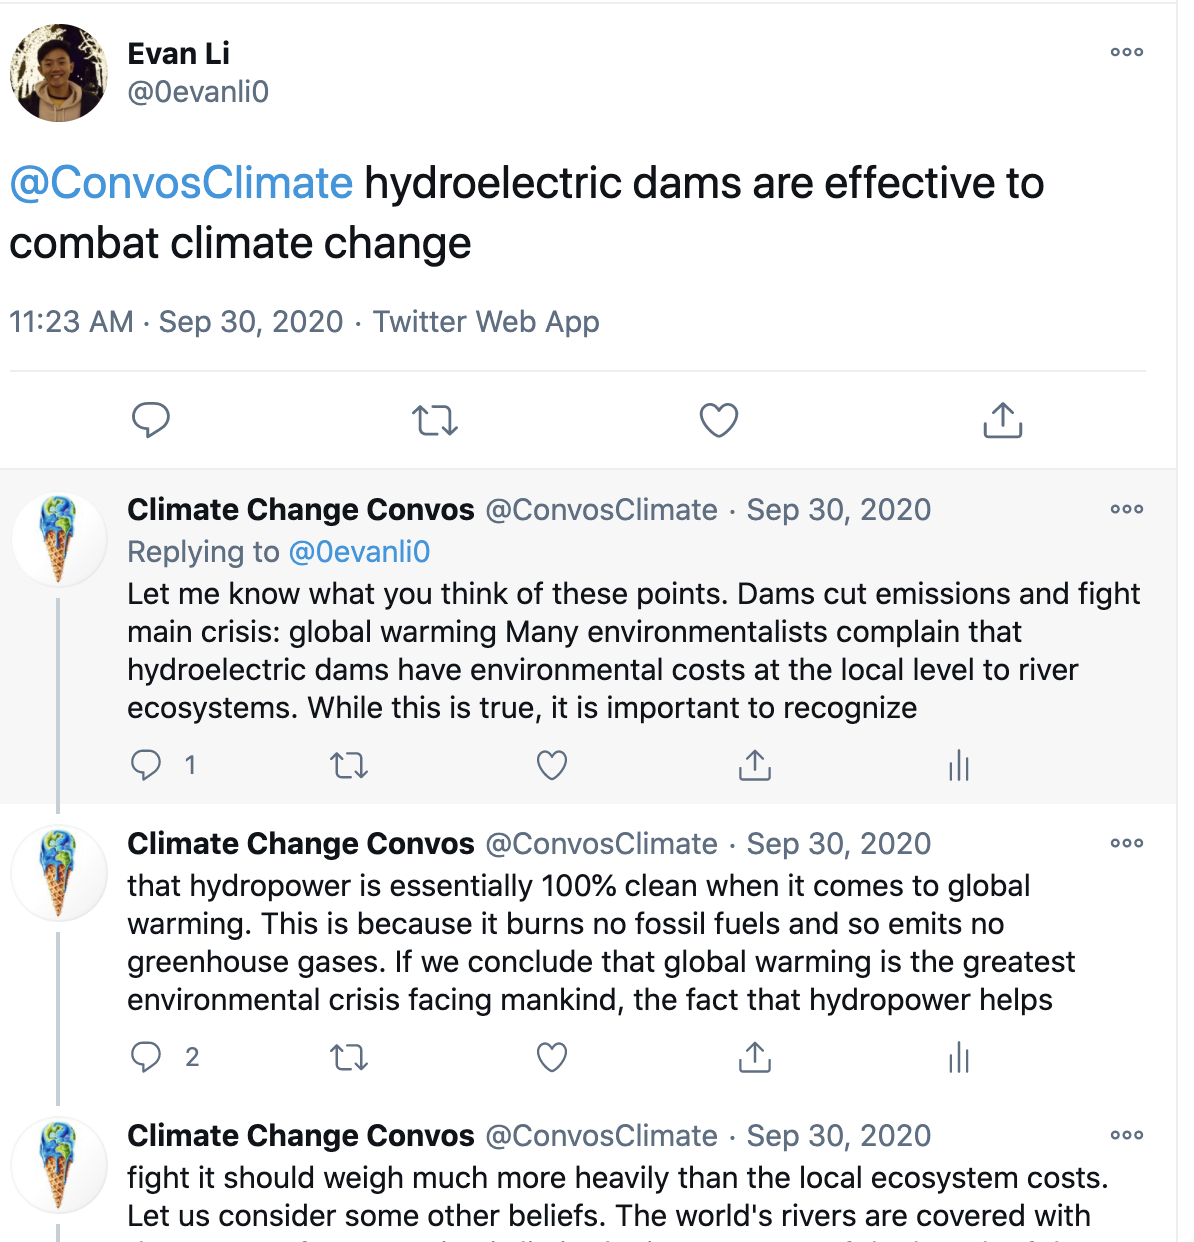 Evan Li
@0evanli0
@ConvosClimate hydroelectric dams are effective to
combat climate change
11:23 AM · Sep 30, 2020 · Twitter Web App
Climate Change Convos @ConvosClimate · Sep 30, 2020
Replying to @0evanli0
Let me know what you think of these points. Dams cut emissions and fight
main crisis: global warming Many environmentalists complain that
hydroelectric dams have environmental costs at the local level to river
ecosystems. While this is true, it is important to recognize
1
Climate Change Convos @ConvosClimate · Sep 30, 2020
that hydropower is essentially 100% clean when it comes to global
warming. This is because it burns no fossil fuels and so emits no
greenhouse gases. If we conclude that global warming is the greatest
environmental crisis facing mankind, the fact that hydropower helps
2
Climate Change Convos @ConvosClimate · Sep 30, 2020
fight it should weigh much more heavily than the local ecosystem costs.
Let us consider some other beliefs. The world's rivers are covered with